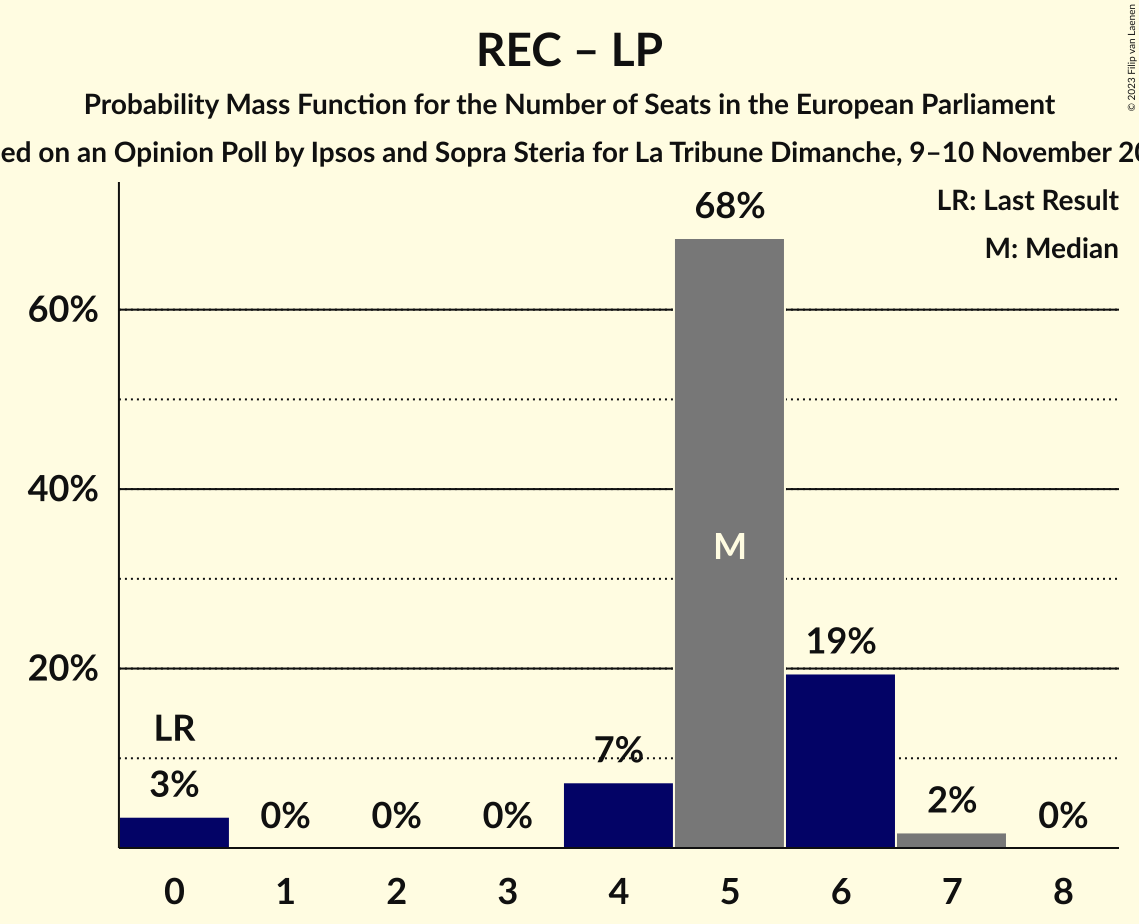 REC – LP
Probability Mass Function for the Number of Seats in the European Parliament
on an Opinion Poll by Ipsos and Sopra Steria for La Tribune Dimanche, 9–10 November
© 2023 Filip van Laenen
LR: Last Result
M: Median
68%
60%
40%
M
20%
19%
LR
3%
0%
0%
0%
7%
2%
0%
0 1 2 3 4 5 6 7 8